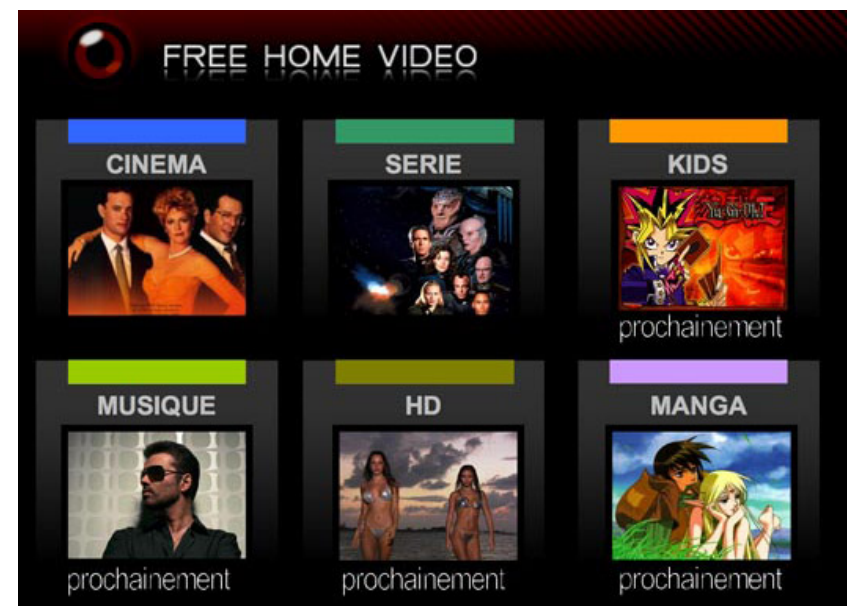 FREE HOME VIDEO
CINEMA
SERIE
KIDS
Yu-Gi-Oh!
prochainement
MUSIQUE
HD
MANGA
prochainement
prochainement
prochainement